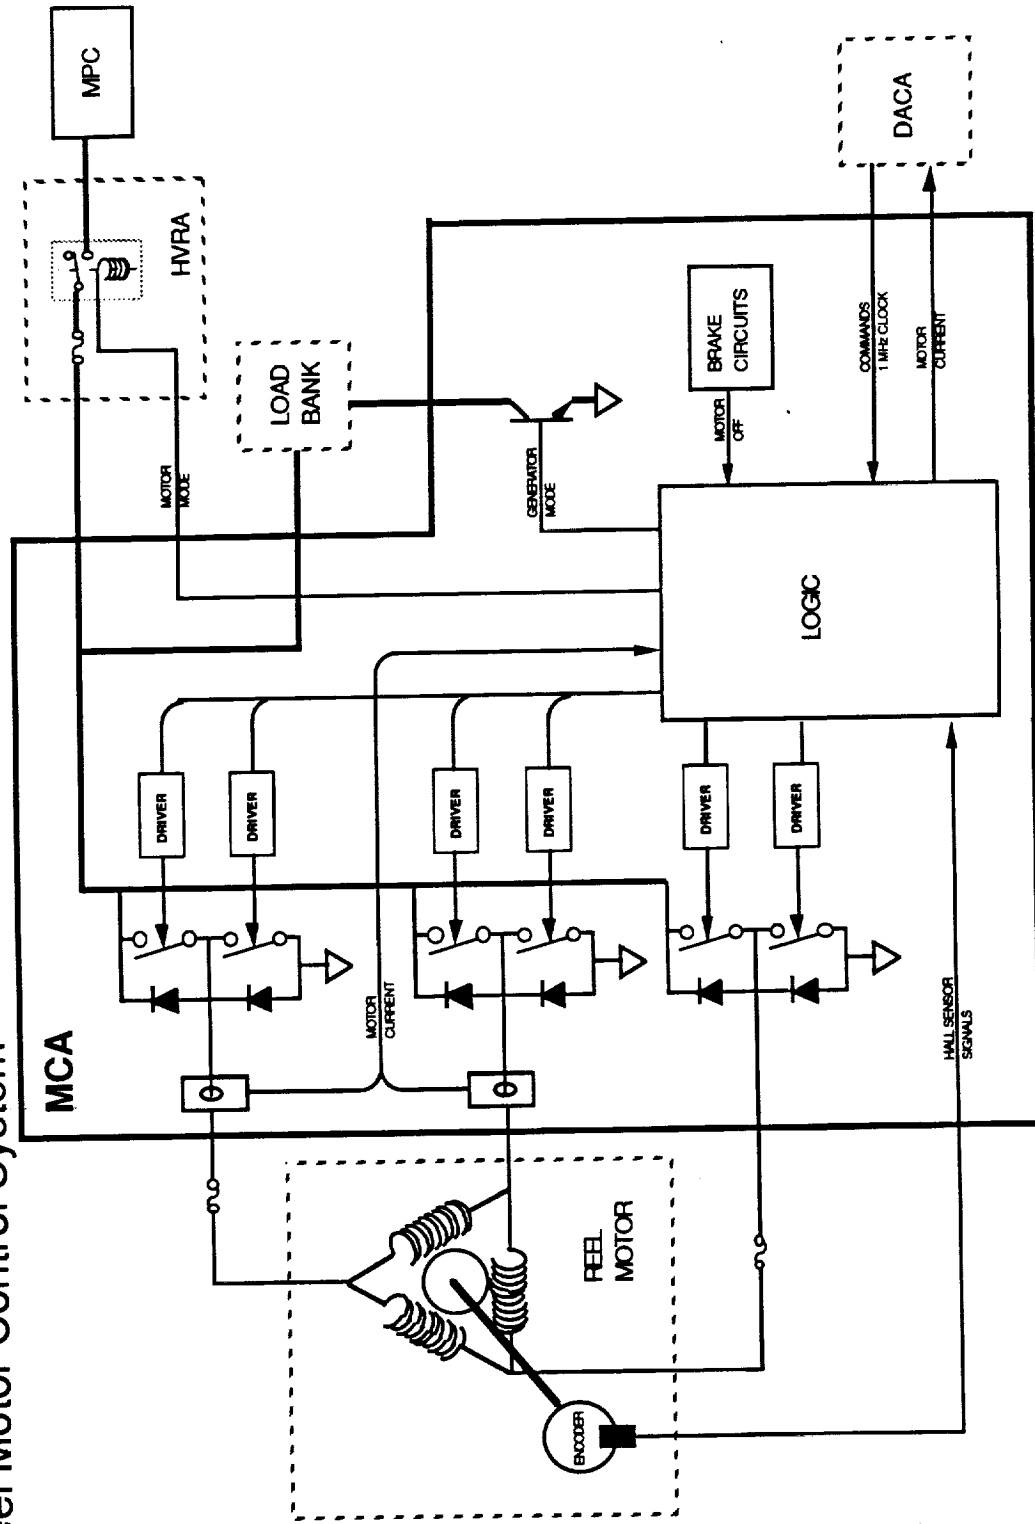 Motor Control System
MCA
MPC
HVRA
MOTOR
MODE
LOAD
BANK
DRIVER
DRIVER
MOTOR
CURRENT
DRIVER
DRIVER
GENERATOR
MODE
REEL
MOTOR
ENCODER
DRIVER
DRIVER
LOGIC
MOTOR
OFF
BRAKE
CIRCUITS
COMMANDS
1 MHz CLOCK
MOTOR
CURRENT
DACA
HALL SENSOR
SIGNALS